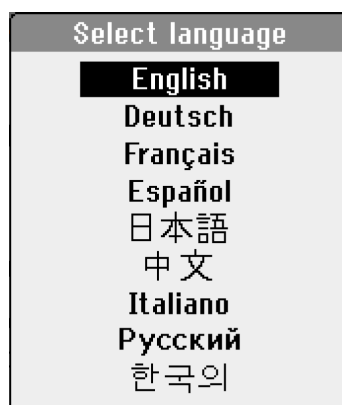 Select language
English
Deutsch
Français
Español
日本語
中文
Italiano
Русский
한국의